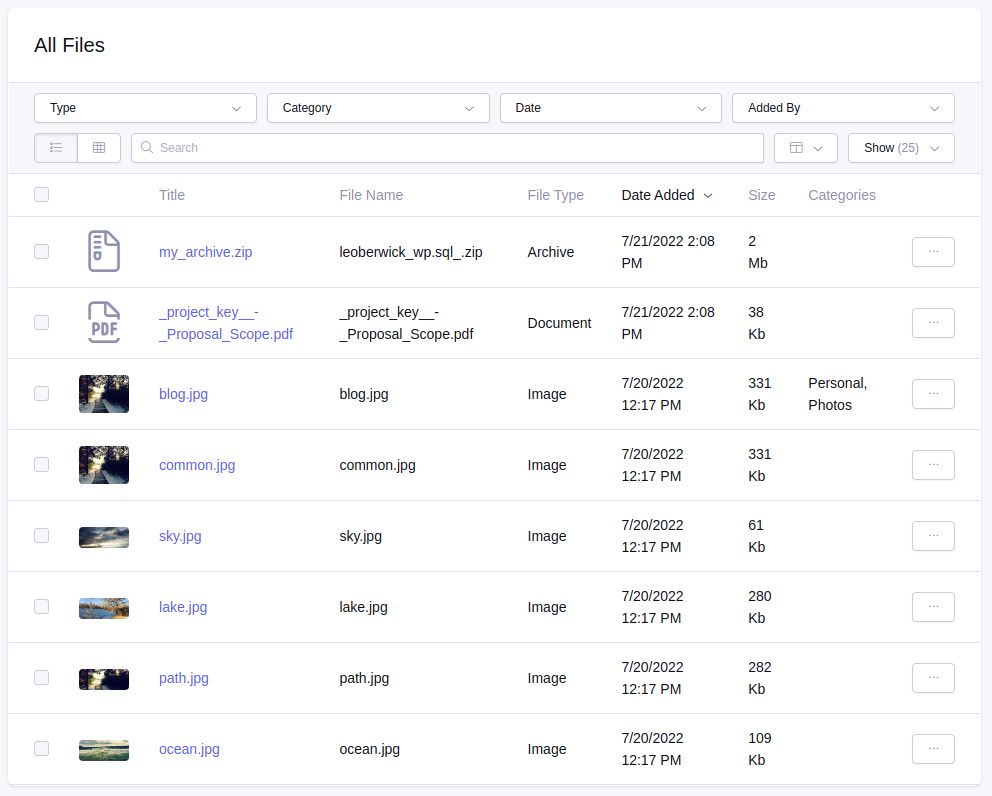 All Files
Type Category Date Added By
Search Show (25)
Title File Name File Type Date Added Size Categories
my_archive.zip leoberwick_wp.sql_.zip Archive 7/21/2022 2:08 2
PM Mb
PDF _project_key__- _project_key__- Document 7/21/2022 2:08 38
_Proposal_Scope.pdf _Proposal_Scope.pdf PM Kb
blog.jpg blog.jpg Image 7/20/2022 331 Personal,
12:17 PM Kb Photos
common.jpg common.jpg Image 7/20/2022 331
12:17 PM Kb
sky.jpg sky.jpg Image 7/20/2022 61
12:17 PM Kb
lake.jpg lake.jpg Image 7/20/2022 280
12:17 PM Kb
path.jpg path.jpg Image 7/20/2022 282
12:17 PM Kb
ocean.jpg ocean.jpg Image 7/20/2022 109
12:17 PM Kb